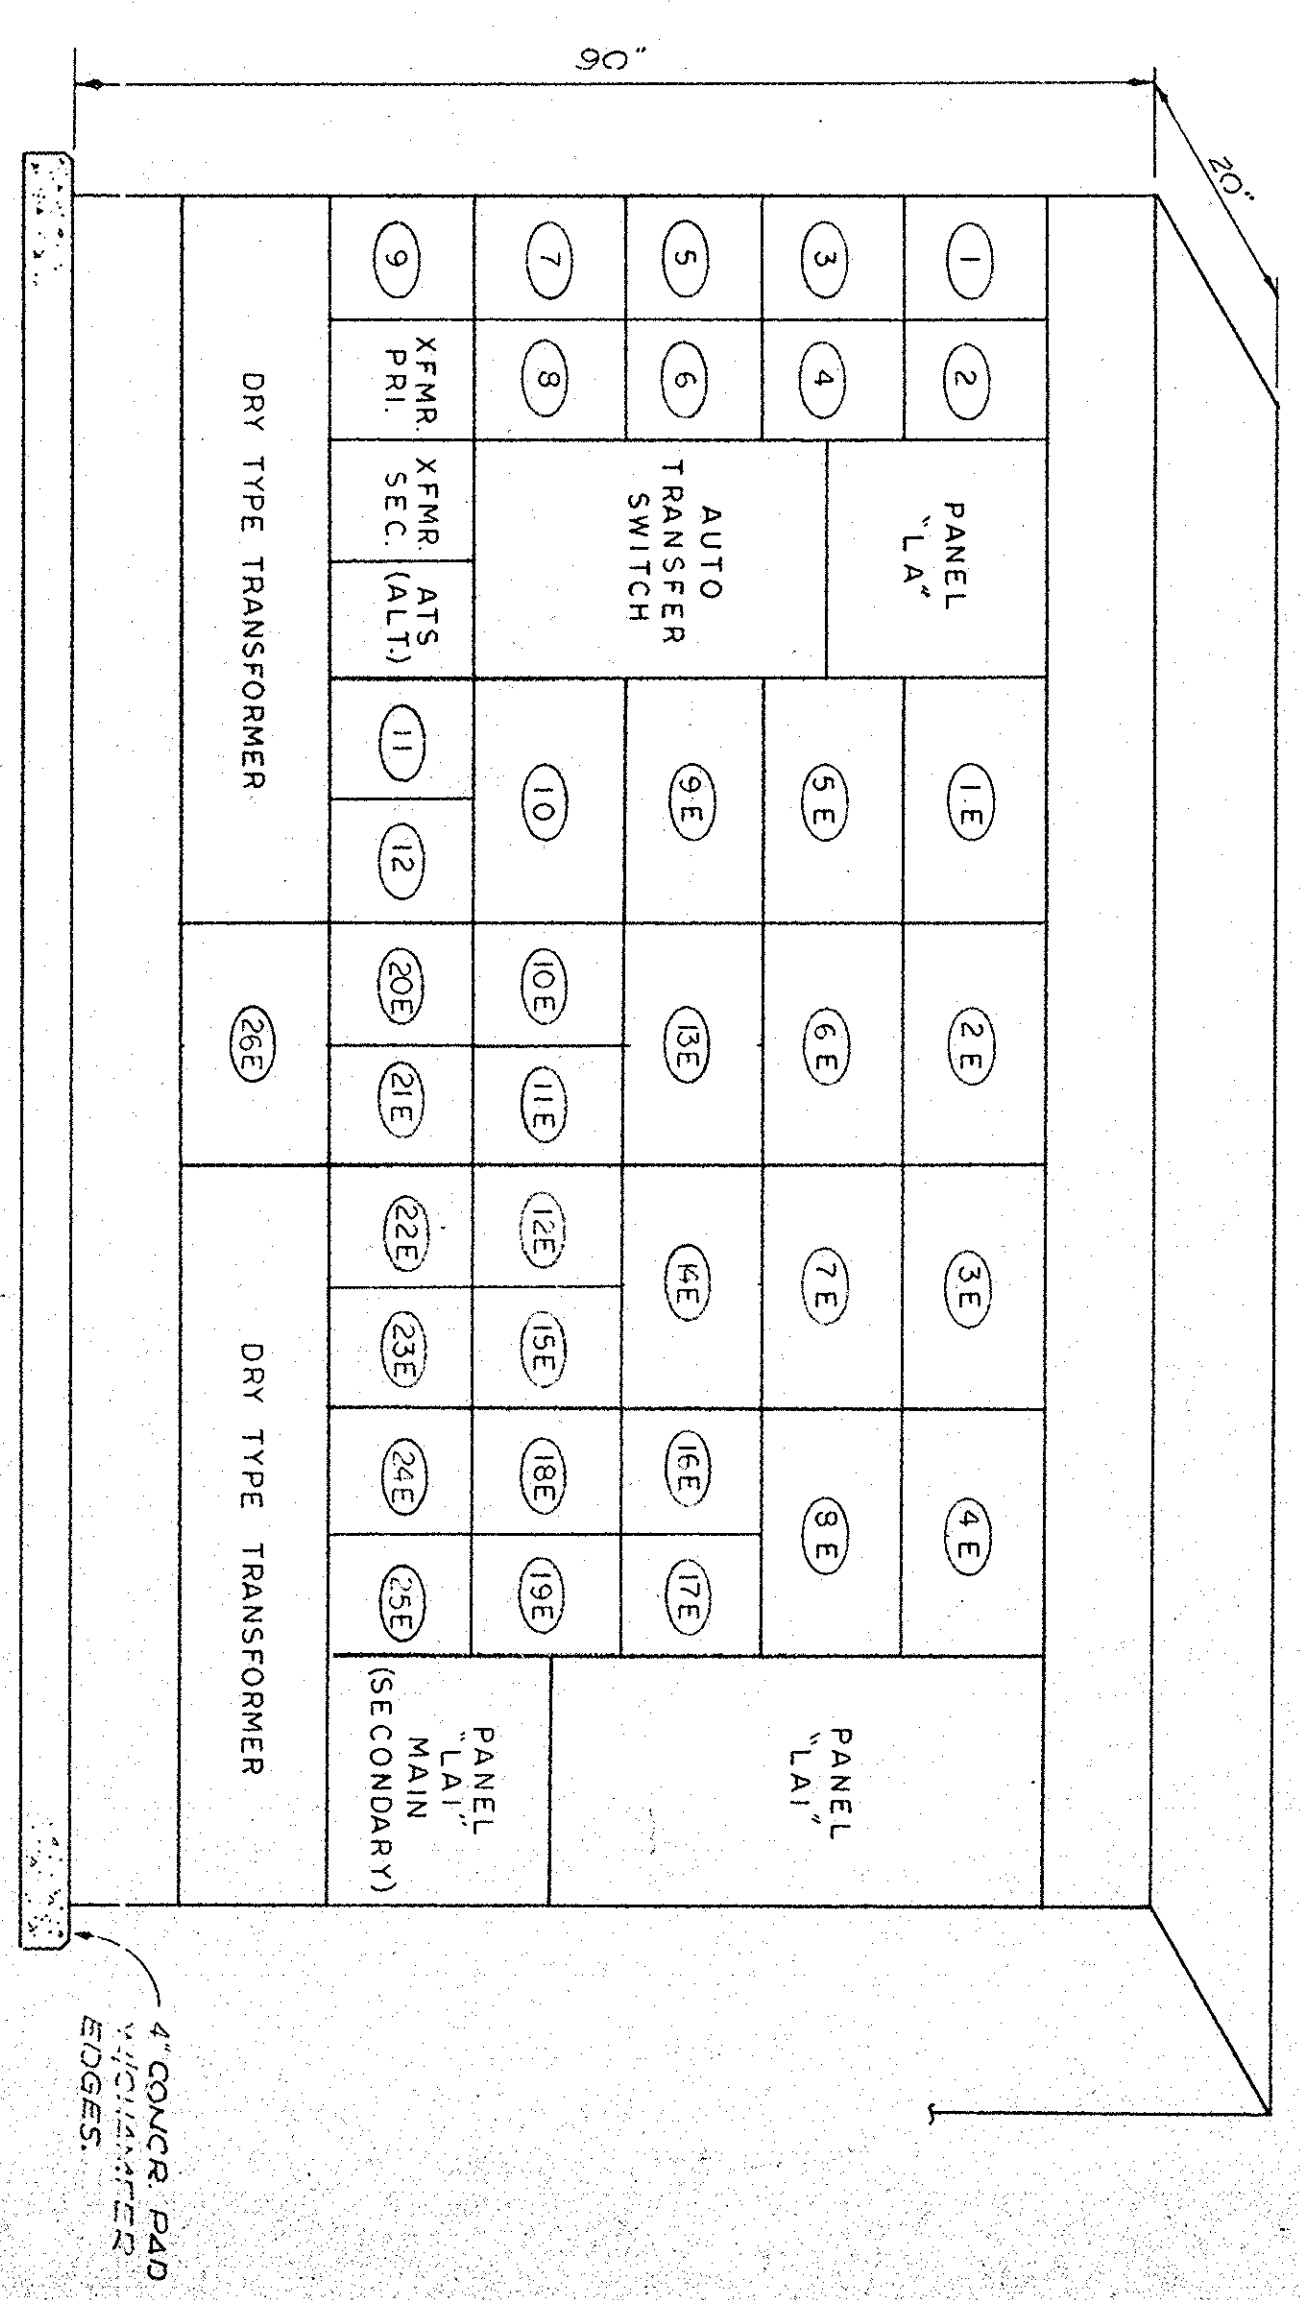 90"
20"
1
2
PANEL
"LA"
1E
2E
3E
4E
3
4
5E
6E
7E
8E
PANEL
"LA1"
5
6
AUTO
TRANSFER
SWITCH
9E
13E
14E
16E
17E
7
8
10
10E
11E
12E
15E
18E
19E
9
XFMR.
PRI.
XFMR.
SEC.
ATS
(ALT.)
11
12
20E
21E
22E
23E
24E
25E
PANEL
"LA1"
MAIN
(SECONDARY)
DRY TYPE TRANSFORMER
26E
DRY TYPE TRANSFORMER
4" CONCR. PAD
W/CHAMFER
EDGES.